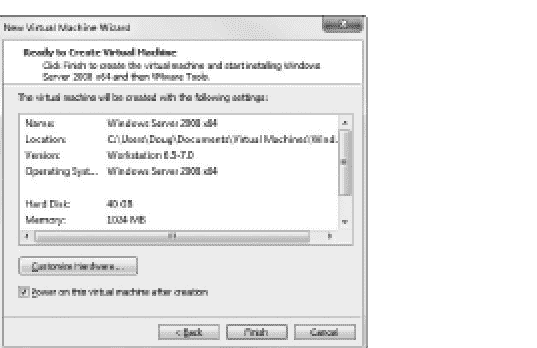 New Virtual Machine Wizard
Ready to Create Virtual Machine
Click Finish to create the virtual machine and start installing Windows
Server 2008 x64 and then VMware Tools.
The virtual machine will be created with the following settings:
Name: Windows Server 2008 x64
Location: C:\Users\Doug\Documents\Virtual Machines\Wind...
Version: Workstation 6.5-7.0
Operating Syst... Windows Server 2008 x64
Hard Disk: 40 GB
Memory: 1024 MB
Customize Hardware...
Power on this virtual machine after creation
< Back Finish Cancel